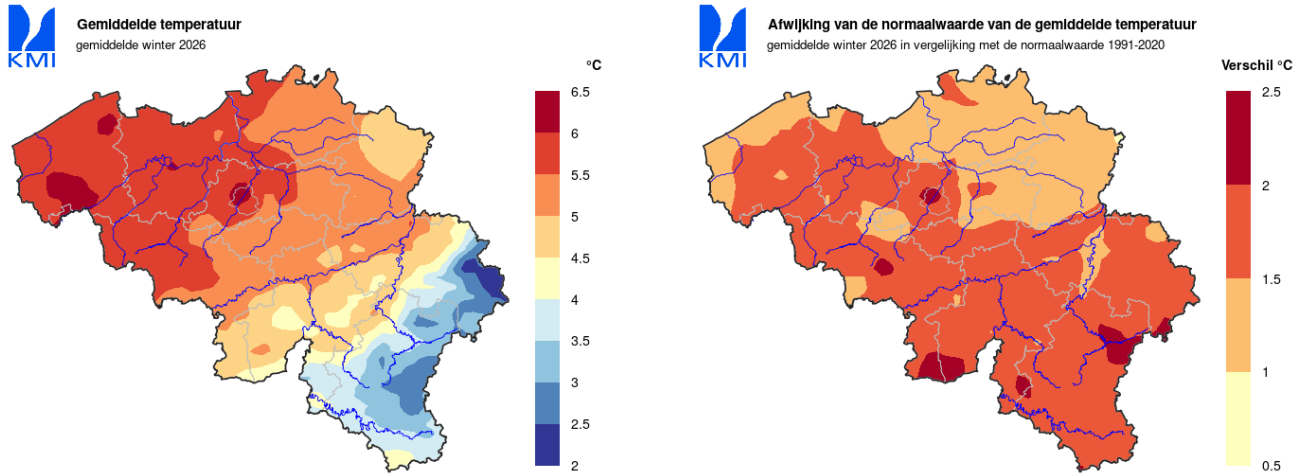 KMI
Gemiddelde temperatuur
gemiddelde winter 2026
°C
6.5
6
5.5
5
4.5
4
3.5
3
2.5
2
KMI
Afwijking van de normaalwaarde van de gemiddelde temperatuur
gemiddelde winter 2026 in vergelijking met de normaalwaarde 1991-2020
Verschil °C
2.5
2
1.5
1
0.5